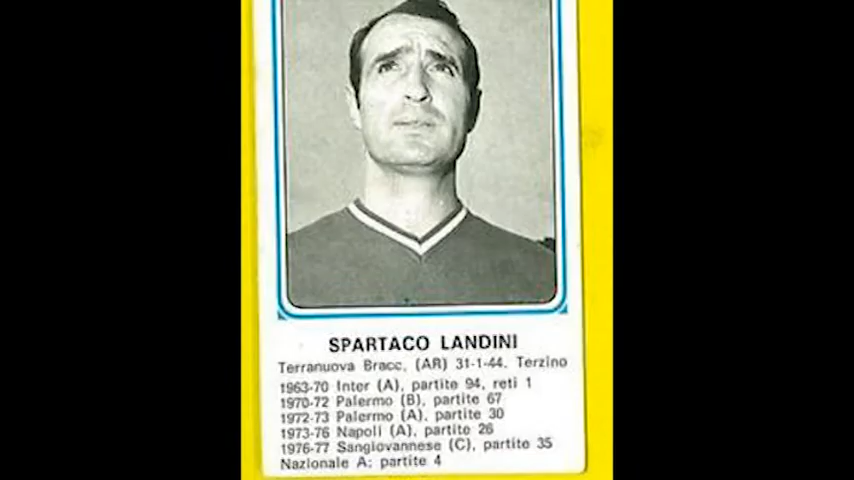 SPARTACO LANDINI
Terranuova Bracc. (AR) 31-1-44. Terzino
1963-70 Inter (A), partite 94, reti 1
1970-72 Palermo (B), partite 67
1972-73 Palermo (A), partite 30
1973-76 Napoli (A), partite 26
1976-77 Sangiovannese (C), partite 35
Nazionale A: partite 4